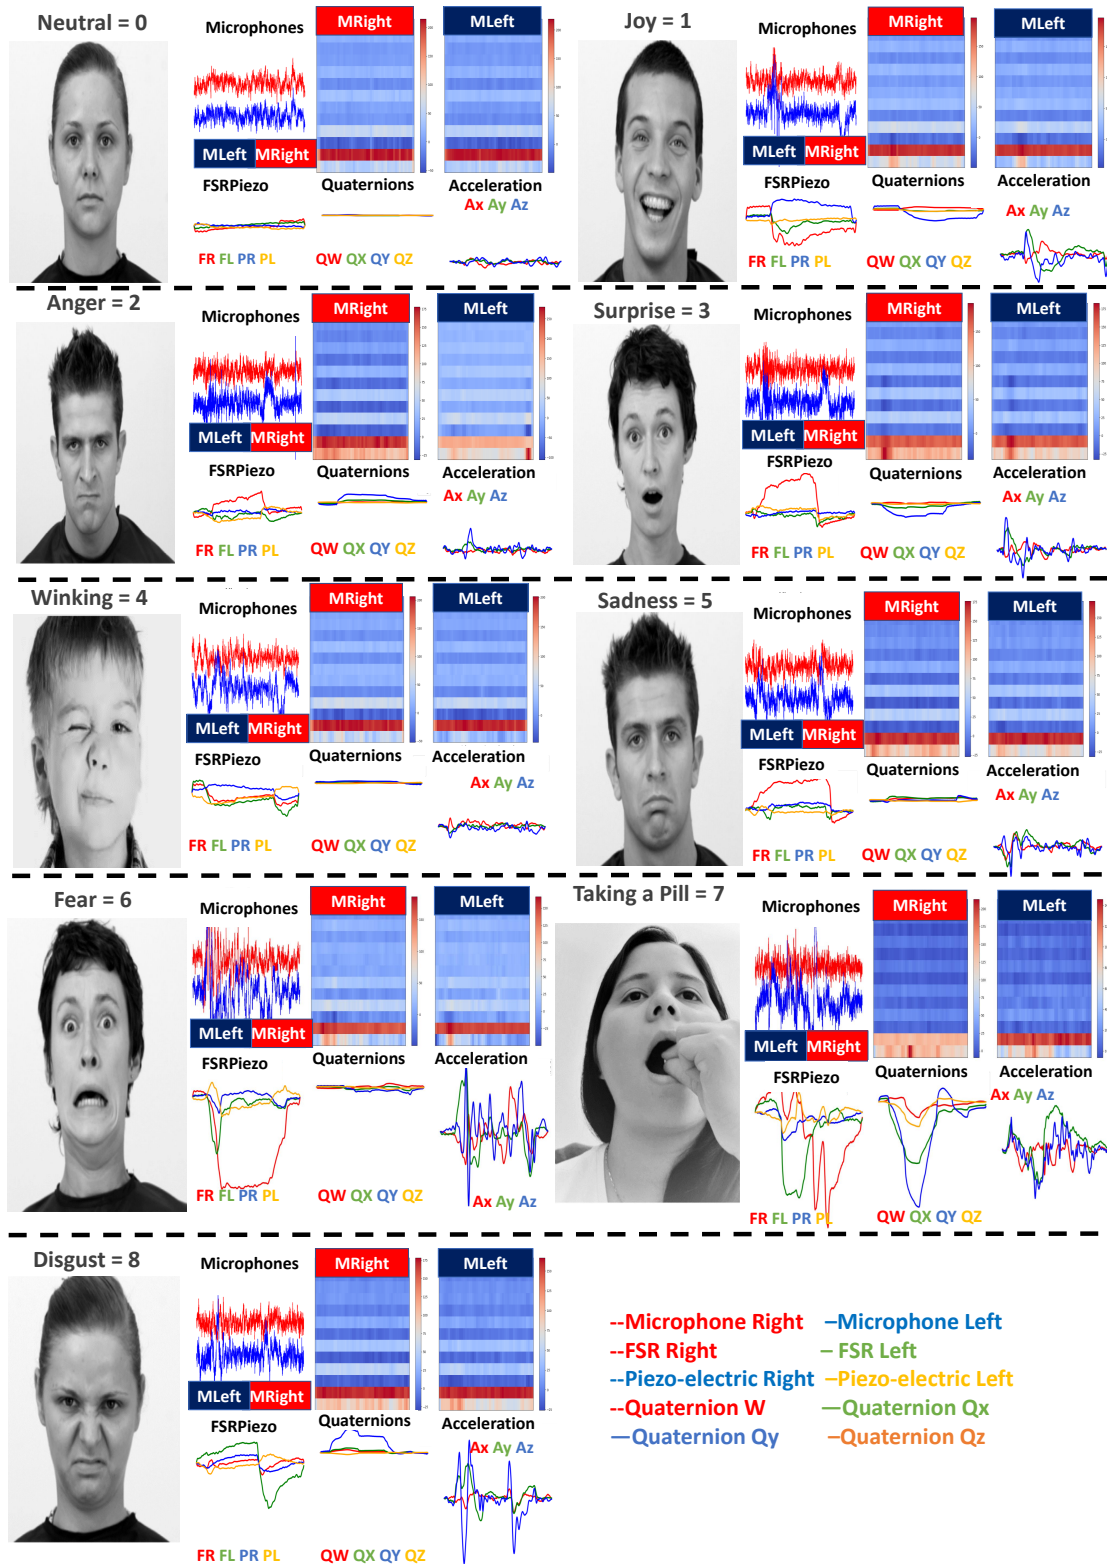 Neutral = 0
Microphones
MRight
MLeft
MLeft MRight
FSRPiezo
Quaternions
Acceleration
Ax Ay Az
FR FL PR PL
QW QX QY QZ
Joy = 1
Microphones
MRight
MLeft
MLeft MRight
FSRPiezo
Quaternions
Acceleration
Ax Ay Az
FR FL PR PL
QW QX QY QZ
Anger = 2
Microphones
MRight
MLeft
MLeft MRight
FSRPiezo
Quaternions
Acceleration
Ax Ay Az
FR FL PR PL
QW QX QY QZ
Surprise = 3
Microphones
MRight
MLeft
MLeft MRight
FSRPiezo
Quaternions
Acceleration
Ax Ay Az
FR FL PR PL
QW QX QY QZ
Winking = 4
Microphones
MRight
MLeft
MLeft MRight
FSRPiezo
Quaternions
Acceleration
Ax Ay Az
FR FL PR PL
QW QX QY QZ
Sadness = 5
Microphones
MRight
MLeft
MLeft MRight
FSRPiezo
Quaternions
Acceleration
Ax Ay Az
FR FL PR PL
QW QX QY QZ
Fear = 6
Microphones
MRight
MLeft
MLeft MRight
FSRPiezo
Quaternions
Acceleration
FR FL PR PL
QW QX QY QZ
Ax Ay Az
Taking a Pill = 7
Microphones
MRight
MLeft
MLeft MRight
FSRPiezo
Quaternions
Acceleration
Ax Ay Az
FR FL PR PL
QW QX QY QZ
Disgust = 8
Microphones
MRight
MLeft
MLeft MRight
FSRPiezo
Quaternions
Acceleration
Ax Ay Az
FR FL PR PL
QW QX QY QZ
--Microphone Right –Microphone Left
--FSR Right – FSR Left
--Piezo-electric Right –Piezo-electric Left
--Quaternion W —Quaternion Qx
—Quaternion Qy –Quaternion Qz